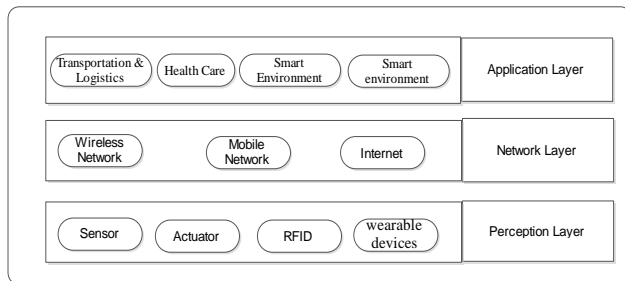 Transportation &
Logistics
Health Care
Smart
Environment
Smart
environment
Application Layer
Wireless
Network
Mobile
Network
Internet
Network Layer
Sensor
Actuator
RFID
wearable
devices
Perception Layer